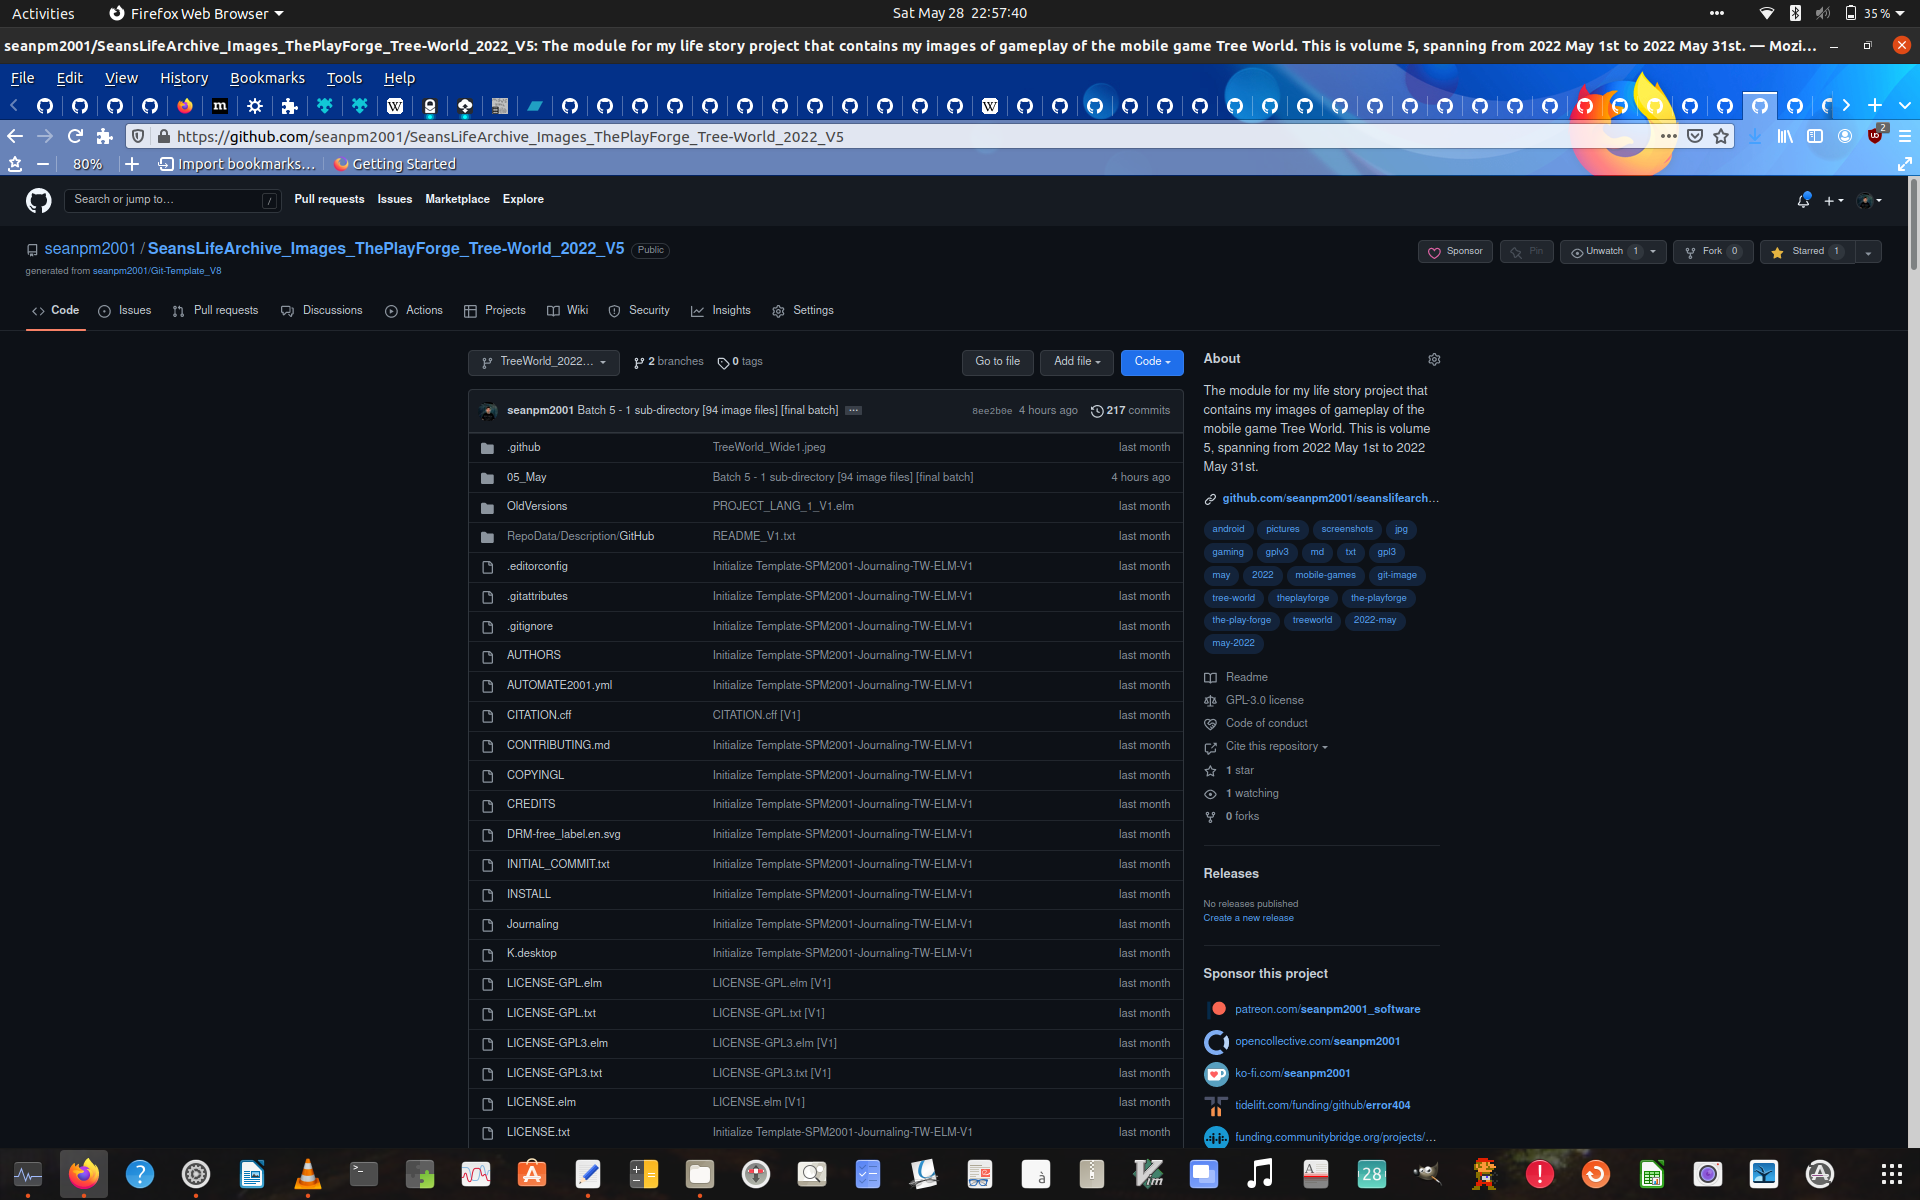 Activities
Firefox Web Browser
Sat May 28 22:57:40
35 %
seanpm2001/SeansLifeArchive_Images_ThePlayForge_Tree-World_2022_V5: The module for my life story project that contains my images of gameplay of the mobile game Tree World. This is volume 5, spanning from 2022 May 1st to 2022 May 31st. — Mozi…
File Edit View History Bookmarks Tools Help
https://github.com/seanpm2001/SeansLifeArchive_Images_ThePlayForge_Tree-World_2022_V5
2
80%
Import bookmarks…
Getting Started
Search or jump to…
/
Pull requests Issues Marketplace Explore
seanpm2001 / SeansLifeArchive_Images_ThePlayForge_Tree-World_2022_V5 Public
generated from seanpm2001/Git-Template_V8
Sponsor
Pin
Unwatch 1
Fork 0
Starred 1
Code Issues Pull requests Discussions Actions Projects Wiki Security Insights Settings
TreeWorld_2022…
2 branches
0 tags
Go to file
Add file
Code
seanpm2001 Batch 5 - 1 sub-directory [94 image files] [final batch] …
8ee2b0e 4 hours ago 217 commits
.github TreeWorld_Wide1.jpeg last month
05_May Batch 5 - 1 sub-directory [94 image files] [final batch] 4 hours ago
OldVersions PROJECT_LANG_1_V1.elm last month
RepoData/Description/GitHub README_V1.txt last month
.editorconfig Initialize Template-SPM2001-Journaling-TW-ELM-V1 last month
.gitattributes Initialize Template-SPM2001-Journaling-TW-ELM-V1 last month
.gitignore Initialize Template-SPM2001-Journaling-TW-ELM-V1 last month
AUTHORS Initialize Template-SPM2001-Journaling-TW-ELM-V1 last month
AUTOMATE2001.yml Initialize Template-SPM2001-Journaling-TW-ELM-V1 last month
CITATION.cff CITATION.cff [V1] last month
CONTRIBUTING.md Initialize Template-SPM2001-Journaling-TW-ELM-V1 last month
COPYINGL Initialize Template-SPM2001-Journaling-TW-ELM-V1 last month
CREDITS Initialize Template-SPM2001-Journaling-TW-ELM-V1 last month
DRM-free_label.en.svg Initialize Template-SPM2001-Journaling-TW-ELM-V1 last month
INITIAL_COMMIT.txt Initialize Template-SPM2001-Journaling-TW-ELM-V1 last month
INSTALL Initialize Template-SPM2001-Journaling-TW-ELM-V1 last month
Journaling Initialize Template-SPM2001-Journaling-TW-ELM-V1 last month
K.desktop Initialize Template-SPM2001-Journaling-TW-ELM-V1 last month
LICENSE-GPL.elm LICENSE-GPL.elm [V1] last month
LICENSE-GPL.txt LICENSE-GPL.txt [V1] last month
LICENSE-GPL3.elm LICENSE-GPL3.elm [V1] last month
LICENSE-GPL3.txt LICENSE-GPL3.txt [V1] last month
LICENSE.elm LICENSE.elm [V1] last month
LICENSE.txt Initialize Template-SPM2001-Journaling-TW-ELM-V1 last month
About
The module for my life story project that
contains my images of gameplay of the
mobile game Tree World. This is volume
5, spanning from 2022 May 1st to 2022
May 31st.
github.com/seanpm2001/seanslifearch…
android pictures screenshots jpg
gaming gplv3 md txt gpl3
may 2022 mobile-games git-image
tree-world theplayforge the-playforge
the-play-forge treeworld 2022-may
may-2022
Readme
GPL-3.0 license
Code of conduct
Cite this repository
1 star
1 watching
0 forks
Releases
No releases published
Create a new release
Sponsor this project
patreon.com/seanpm2001_software
opencollective.com/seanpm2001
ko-fi.com/seanpm2001
tidelift.com/funding/github/error404
funding.communitybridge.org/projects/…
28